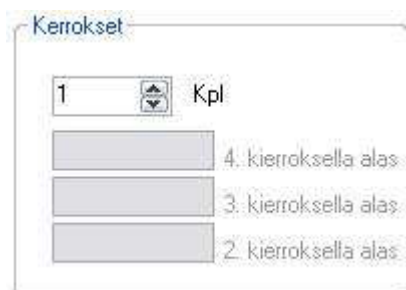 Kerrokset
1 Kpl
4. kierroksella alas
3. kierroksella alas
2. kierroksella alas